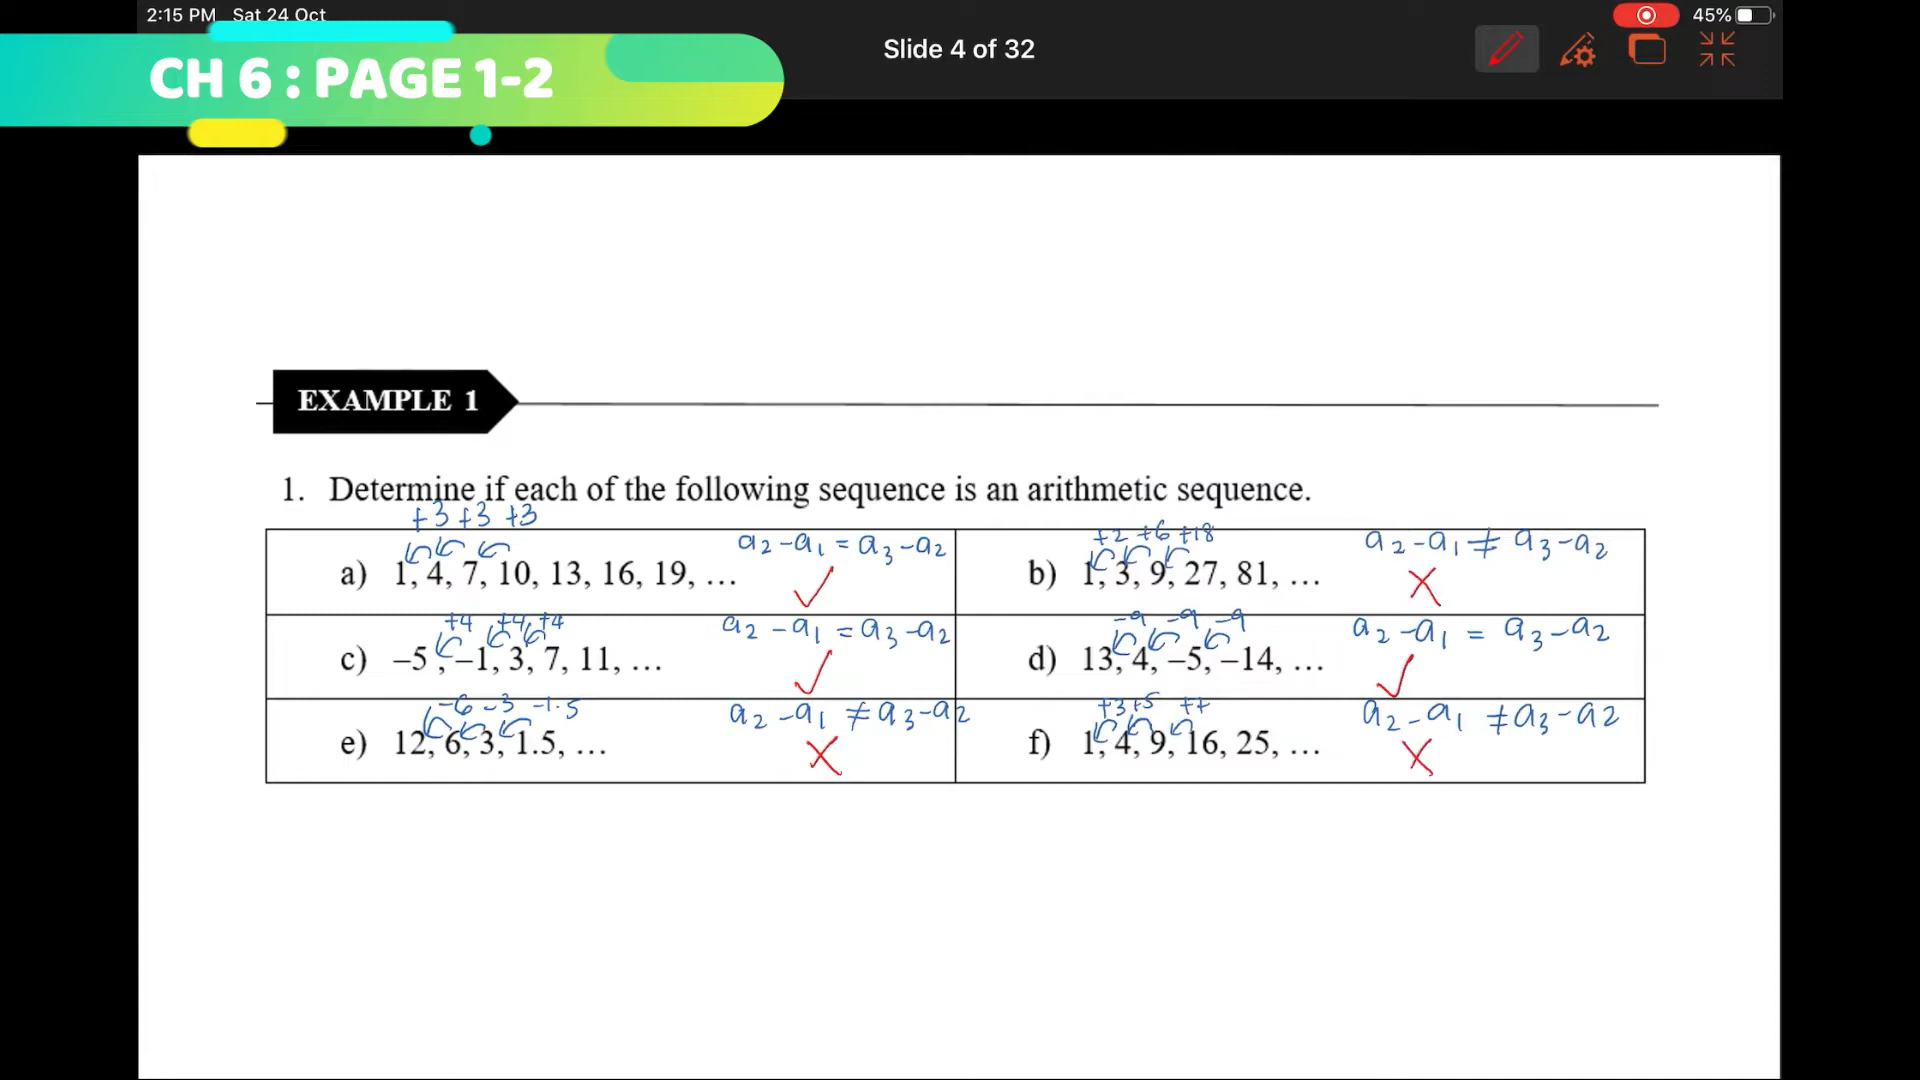 2:15 PM Sat 24 Oct
45%
CH 6 : PAGE 1-2
Slide 4 of 32
EXAMPLE 1
1. Determine if each of the following sequence is an arithmetic sequence.
+3 +3 +3
a) 1, 4, 7, 10, 13, 16, 19, …
a₂ - a₁ = a₃ - a₂
✓
+2 +6 +18
b) 1, 3, 9, 27, 81, …
a₂ - a₁ ≠ a₃ - a₂
X
+4 +4 +4
c) –5 , –1, 3, 7, 11, …
a₂ - a₁ = a₃ - a₂
✓
-9 -9 -9
d) 13, 4, –5, –14, …
a₂ - a₁ = a₃ - a₂
✓
-6 -3 -1.5
e) 12, 6, 3, 1.5, …
a₂ - a₁ ≠ a₃ - a₂
X
+3 +5 +7
f) 1, 4, 9, 16, 25, …
a₂ - a₁ ≠ a₃ - a₂
X